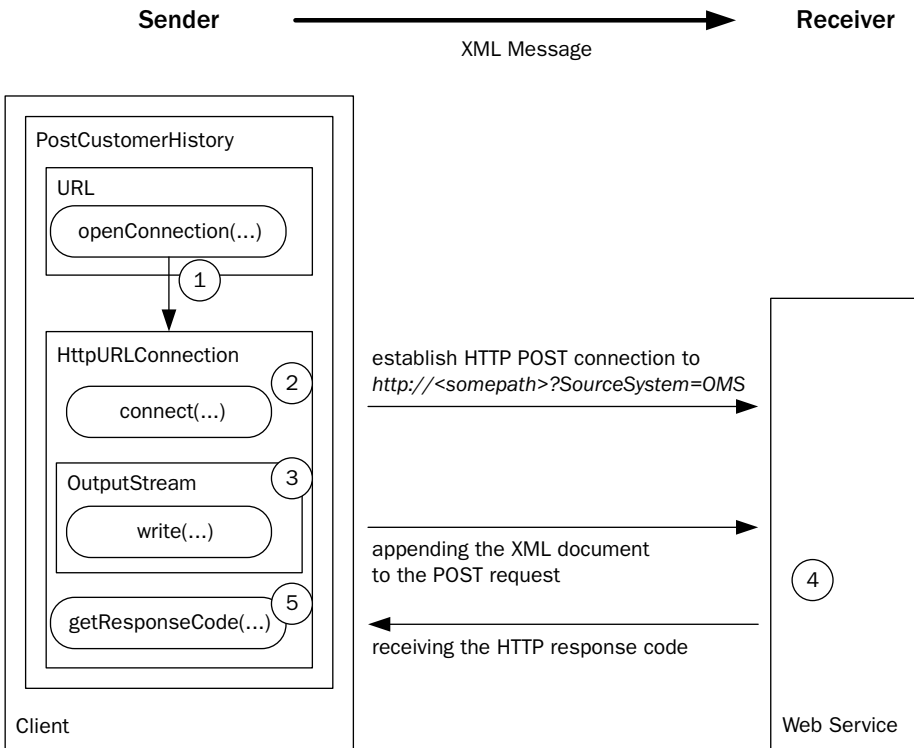 Sender
Receiver
XML Message
PostCustomerHistory
URL
openConnection(...)
1
HttpURLConnection
2
connect(...)
establish HTTP POST connection to
http://<somepath>?SourceSystem=OMS
OutputStream
3
write(...)
appending the XML document
to the POST request
4
5
getResponseCode(...)
receiving the HTTP response code
Client
Web Service